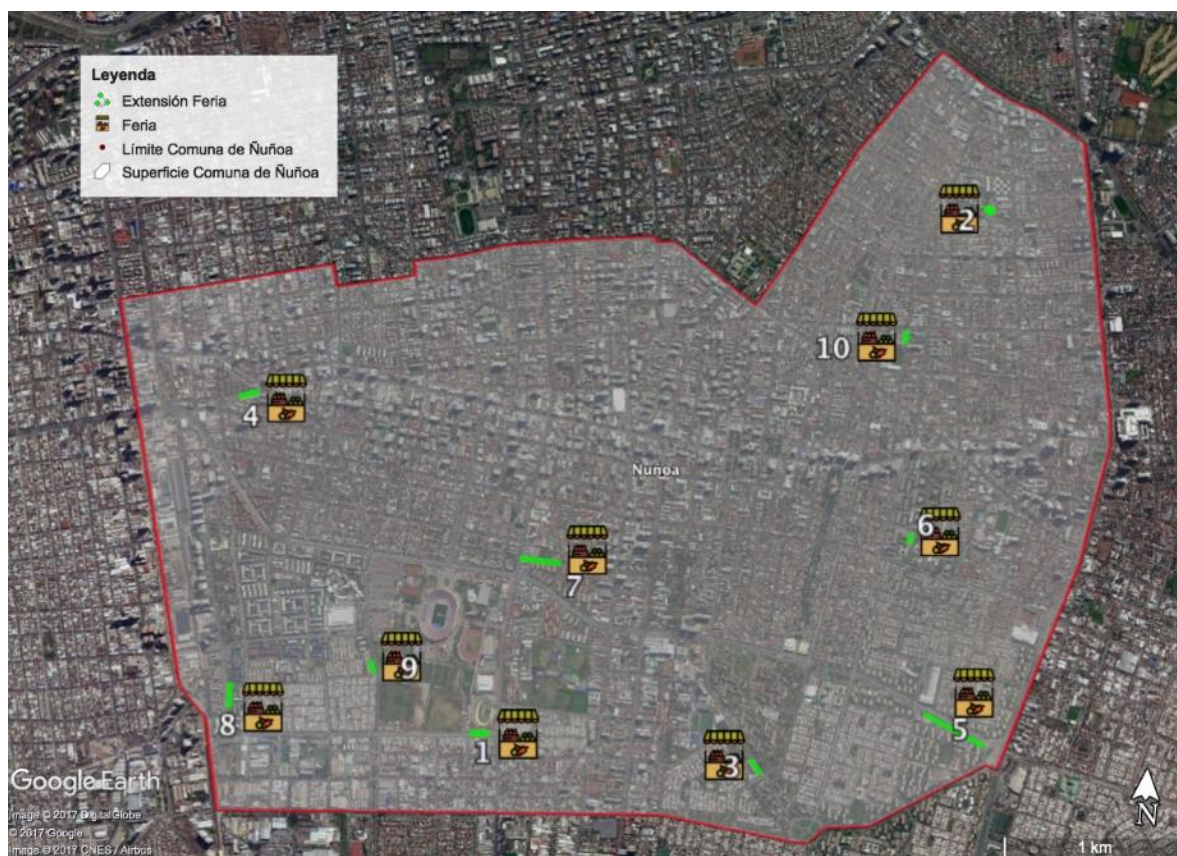 Leyenda
Extensión Feria
Feria
Límite Comuna de Ñuñoa
Superficie Comuna de Ñuñoa
2
10
4
Ñuñoa
6
7
9
8
1
3
5
Google Earth
Image © 2017 DigitalGlobe
© 2017 Google
Image © 2017 CNES / Airbus
N
1 km